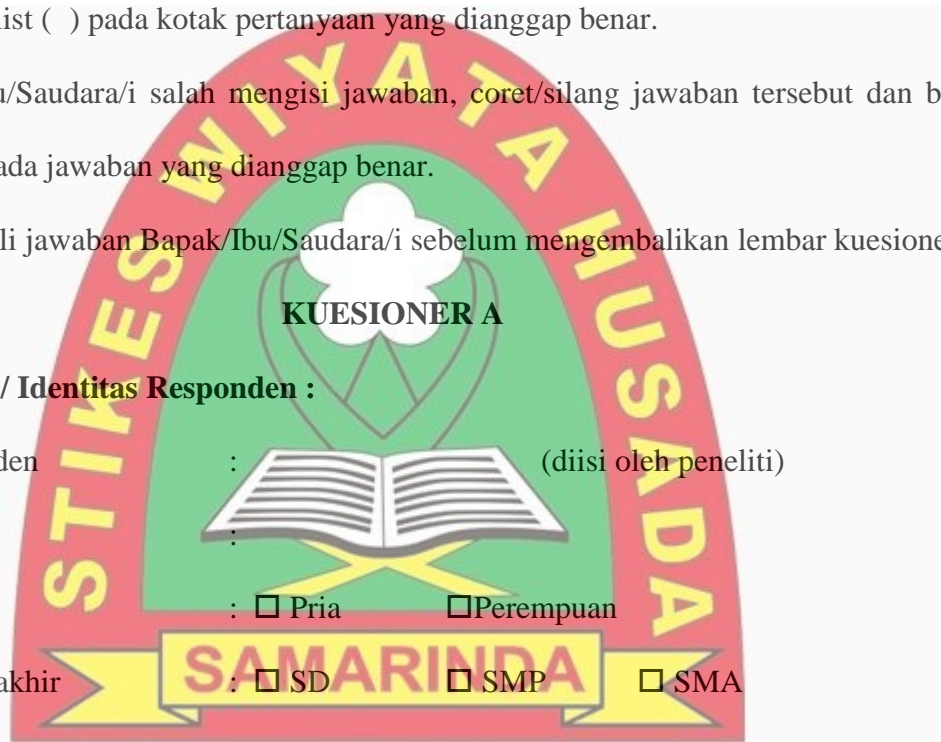 list ( ) pada kotak pertanyaan yang dianggap benar.
u/Saudara/i salah mengisi jawaban, coret/silang jawaban tersebut dan b
ada jawaban yang dianggap benar.
li jawaban Bapak/Ibu/Saudara/i sebelum mengembalikan lembar kuesione
KUESIONER A
/ Identitas Responden :
den : (diisi oleh peneliti)
:
: ☐ Pria ☐Perempuan
akhir : ☐ SD ☐ SMP ☐ SMA
STIKES WIYATA HUSADA
SAMARINDA